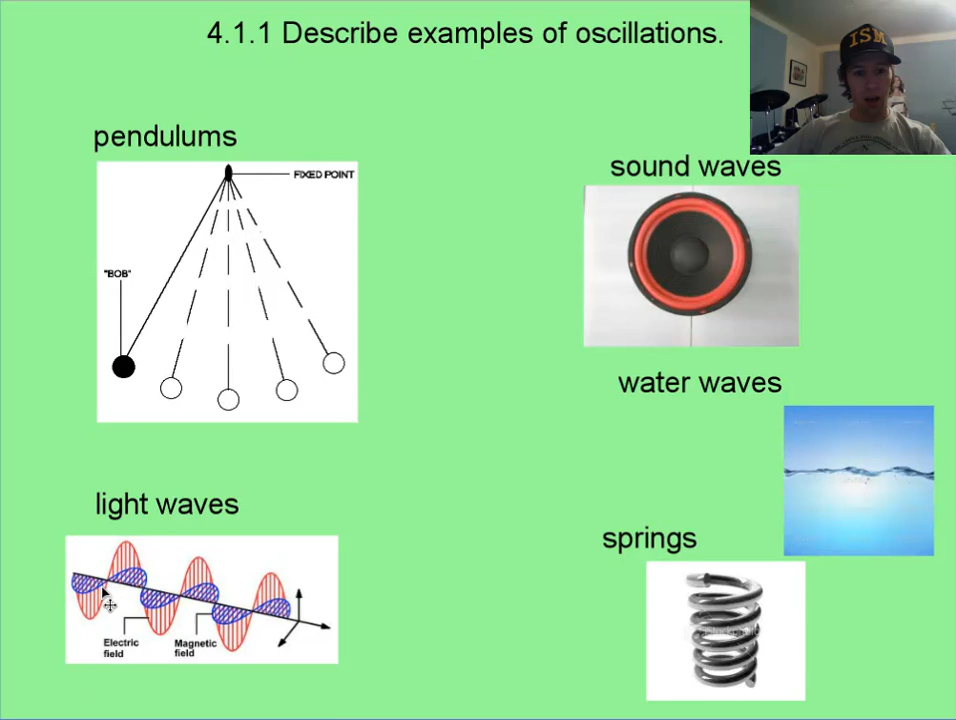 4.1.1 Describe examples of oscillations.
ISM
pendulums
FIXED POINT
"BOB"
sound waves
water waves
light waves
Electric
field
Magnetic
field
springs